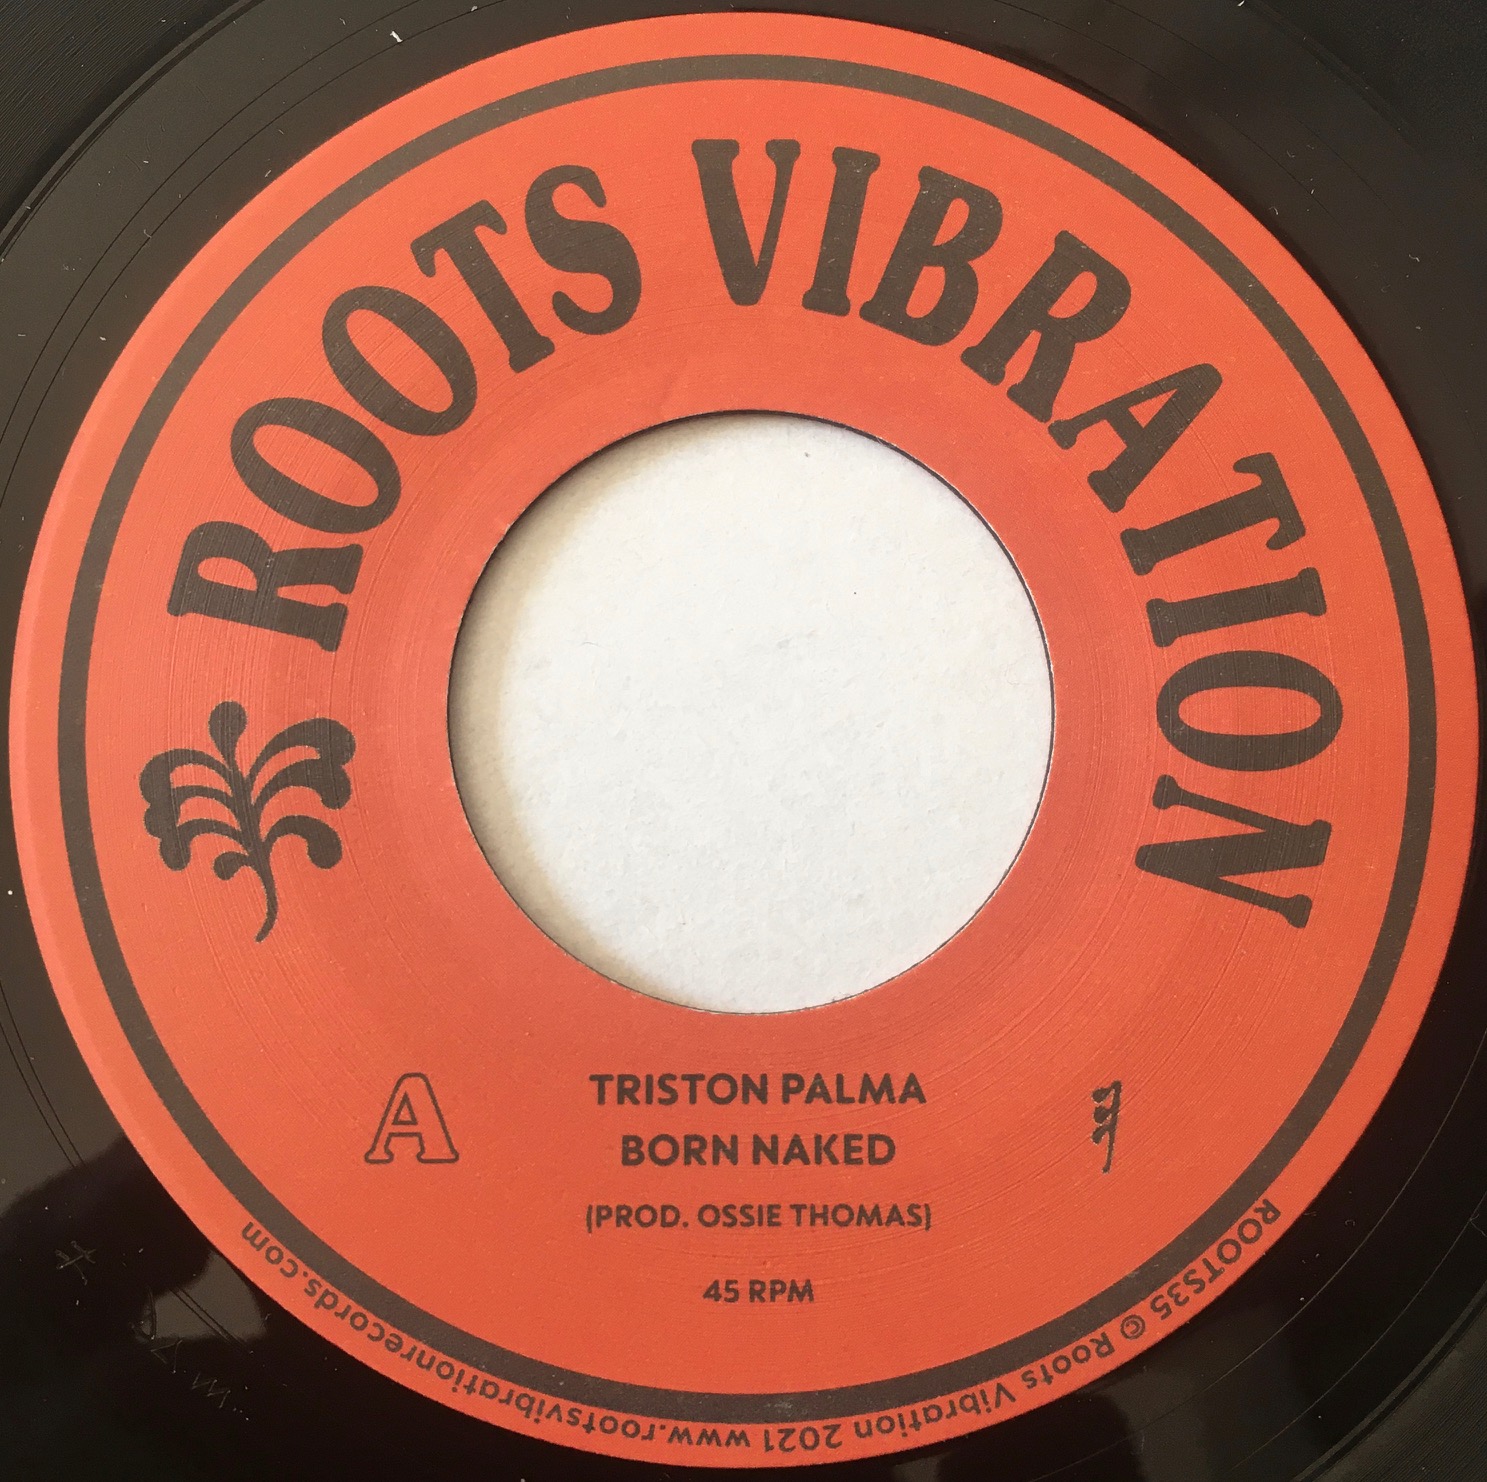 ROOTS VIBRATION
A
TRISTON PALMA
BORN NAKED
(PROD. OSSIE THOMAS)
45 RPM
ROOTS35 © Roots Vibration 2021 www.rootsvibrationrecords.com